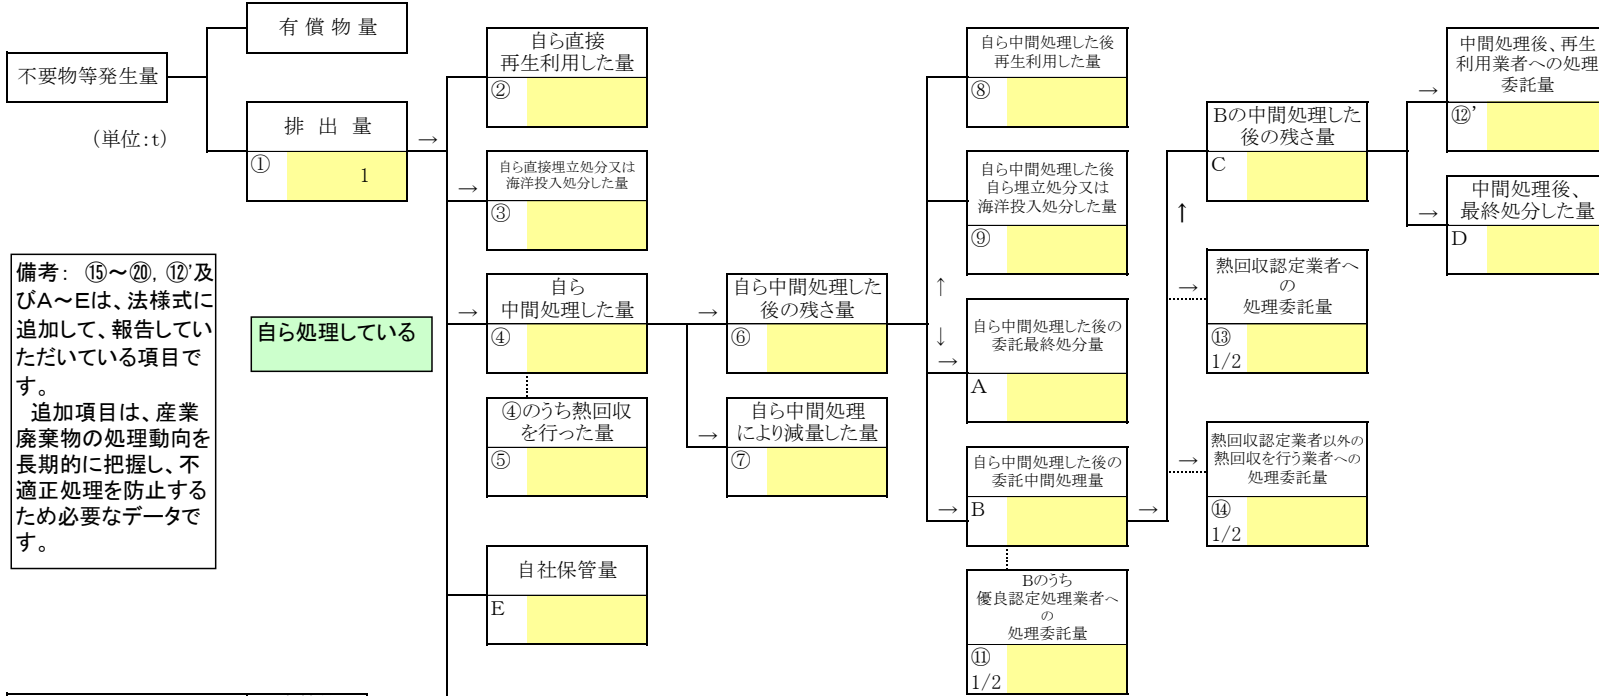 有 償 物 量
不要物等発生量
(単位:t)
排 出 量
①
1
→
備考: ⑮～⑳, ⑫'及
びA～Eは、法様式に
追加して、報告してい
ただいている項目で
す。
追加項目は、産業
廃棄物の処理動向を
長期的に把握し、不
適正処理を防止する
ため必要なデータで
す。
自ら処理している
自ら直接
再生利用した量
②
→
自ら直接埋立処分又は
海洋投入処分した量
③
→
自ら
中間処理した量
④
④のうち熱回収
を行った量
⑤
自社保管量
E
→
自ら中間処理した
後の残さ量
⑥
→
自ら中間処理
により減量した量
⑦
自ら中間処理した後
再生利用した量
⑧
自ら中間処理した後
自ら埋立処分又は
海洋投入処分した量
⑨
↑
↓
→
自ら中間処理した後の
委託最終処分量
A
自ら中間処理した後の
委託中間処理量
→
B
→
Bのうち
優良認定処理業者へ
の
処理委託量
⑪
1/2
↑
Bの中間処理した
後の残さ量
C
→
熱回収認定業者へ
の
処理委託量
⑬
1/2
→
熱回収認定業者以外の
熱回収を行う業者への
処理委託量
⑭
1/2
→
中間処理後、再生
利用業者への処理
委託量
⑫'
→
中間処理後、
最終処分した量
D